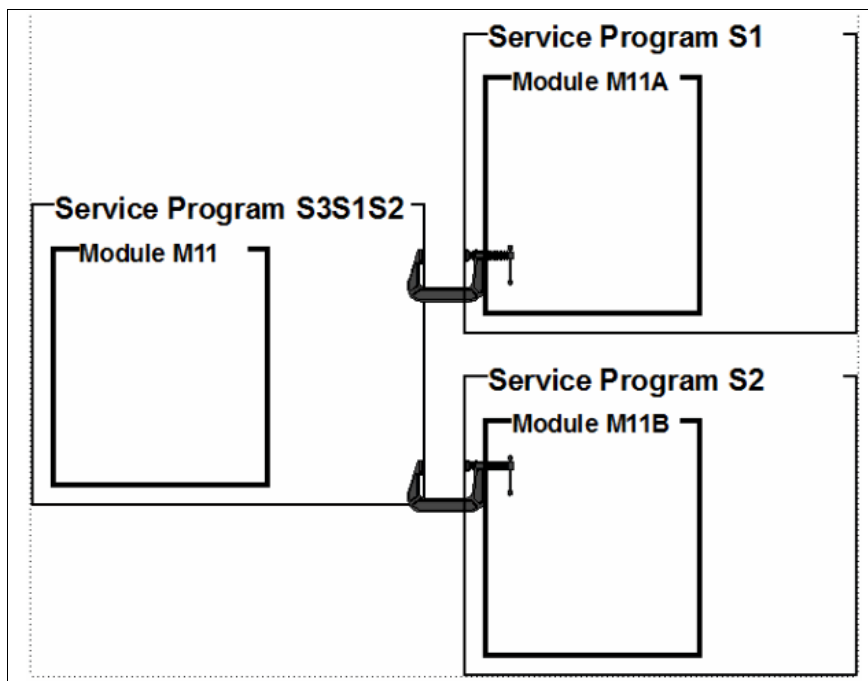 Service Program S1
Module M11A
Service Program S3S1S2
Module M11
Service Program S2
Module M11B